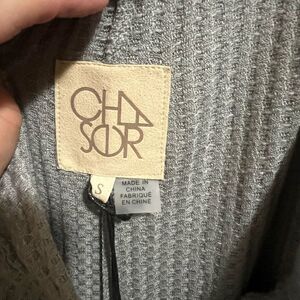 CHA
SER
S
MADE IN
CHINA
FABRIQUÉ
EN CHINE